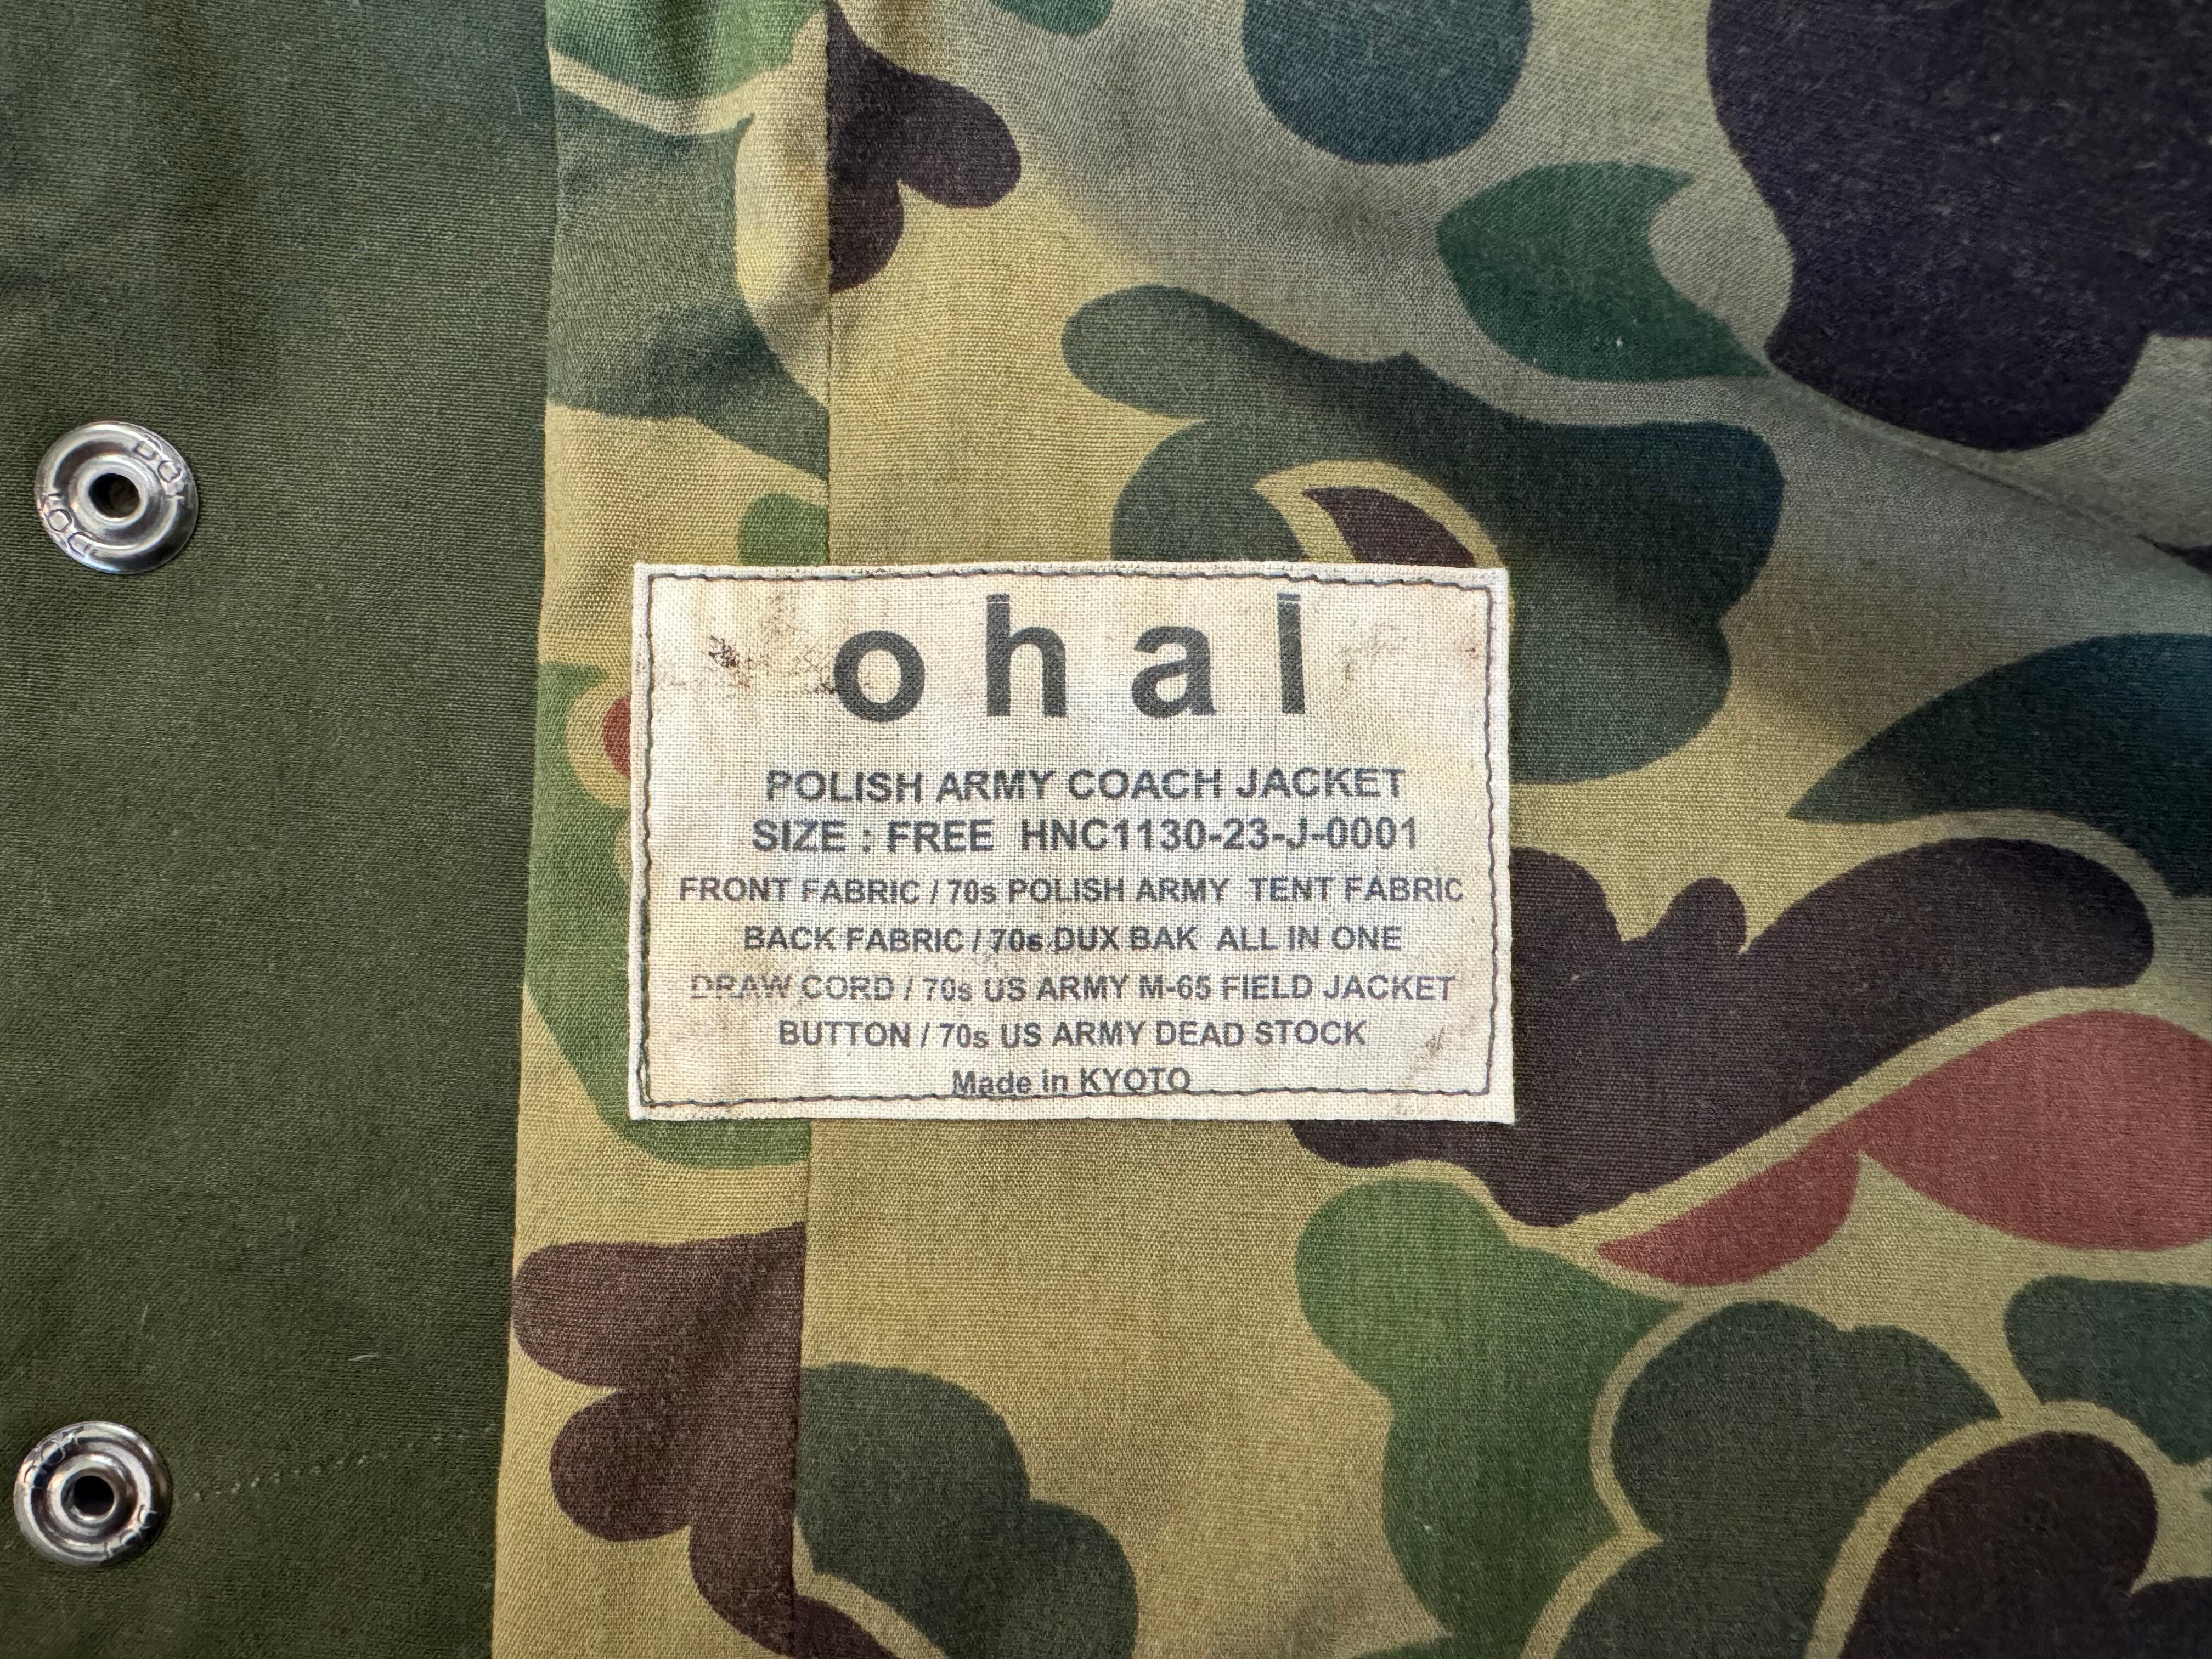 ohal
POLISH ARMY COACH JACKET
SIZE : FREE HNC1130-23-J-0001
FRONT FABRIC / 70s POLISH ARMY TENT FABRIC
BACK FABRIC / 70s DUX BAK ALL IN ONE
DRAW CORD / 70s US ARMY M-65 FIELD JACKET
BUTTON / 70s US ARMY DEAD STOCK
Made in KYOTO